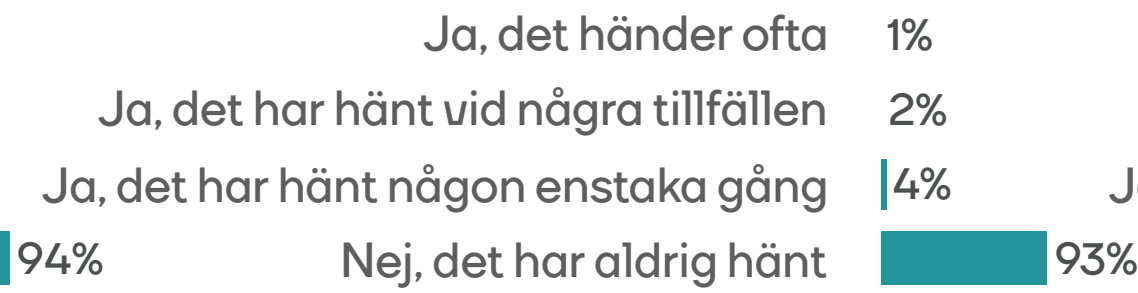 Ja, det händer ofta 1%
Ja, det har hänt vid några tillfällen 2%
Ja, det har hänt någon enstaka gång 4% Ja
94% Nej, det har aldrig hänt 93%